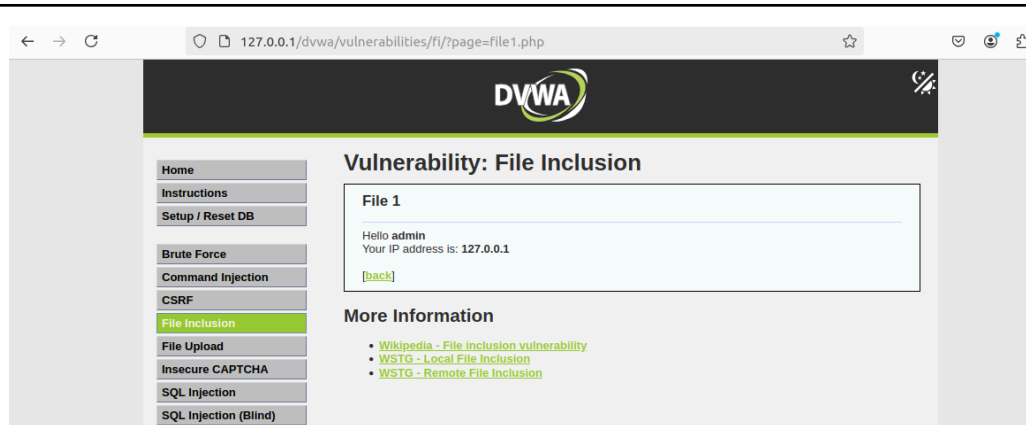 127.0.0.1/dvwa/vulnerabilities/fi/?page=file1.php
DVWA
Home
Instructions
Setup / Reset DB
Brute Force
Command Injection
CSRF
File Inclusion
File Upload
Insecure CAPTCHA
SQL Injection
SQL Injection (Blind)
Vulnerability: File Inclusion
File 1
Hello admin
Your IP address is: 127.0.0.1
[back]
More Information
Wikipedia - File inclusion vulnerability
WSTG - Local File Inclusion
WSTG - Remote File Inclusion